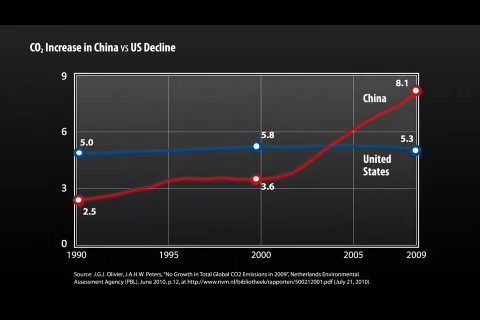 CO₂ Increase in China vs US Decline
9
8.1
China
6
5.8
5.0
5.3
United
States
3
3.6
2.5
0
1990 1995 2000 2005 2009
Source: J.G.J. Olivier, J.A.H.W. Peters, "No Growth in Total Global CO2 Emissions in 2009", Netherlands Environmental
Assessment Agency (PBL), June 2010, p.12, at http://www.rivm.nl/bibliotheek/rapporten/500212001.pdf (July 21, 2010).